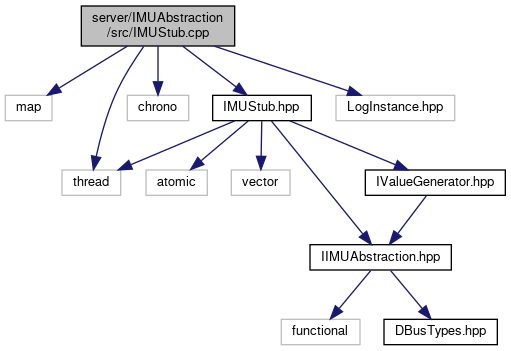 server/IMUAbstraction
/src/IMUStub.cpp
map
chrono
IMUStub.hpp
LogInstance.hpp
thread
atomic
vector
IValueGenerator.hpp
IIMUAbstraction.hpp
functional
DBusTypes.hpp